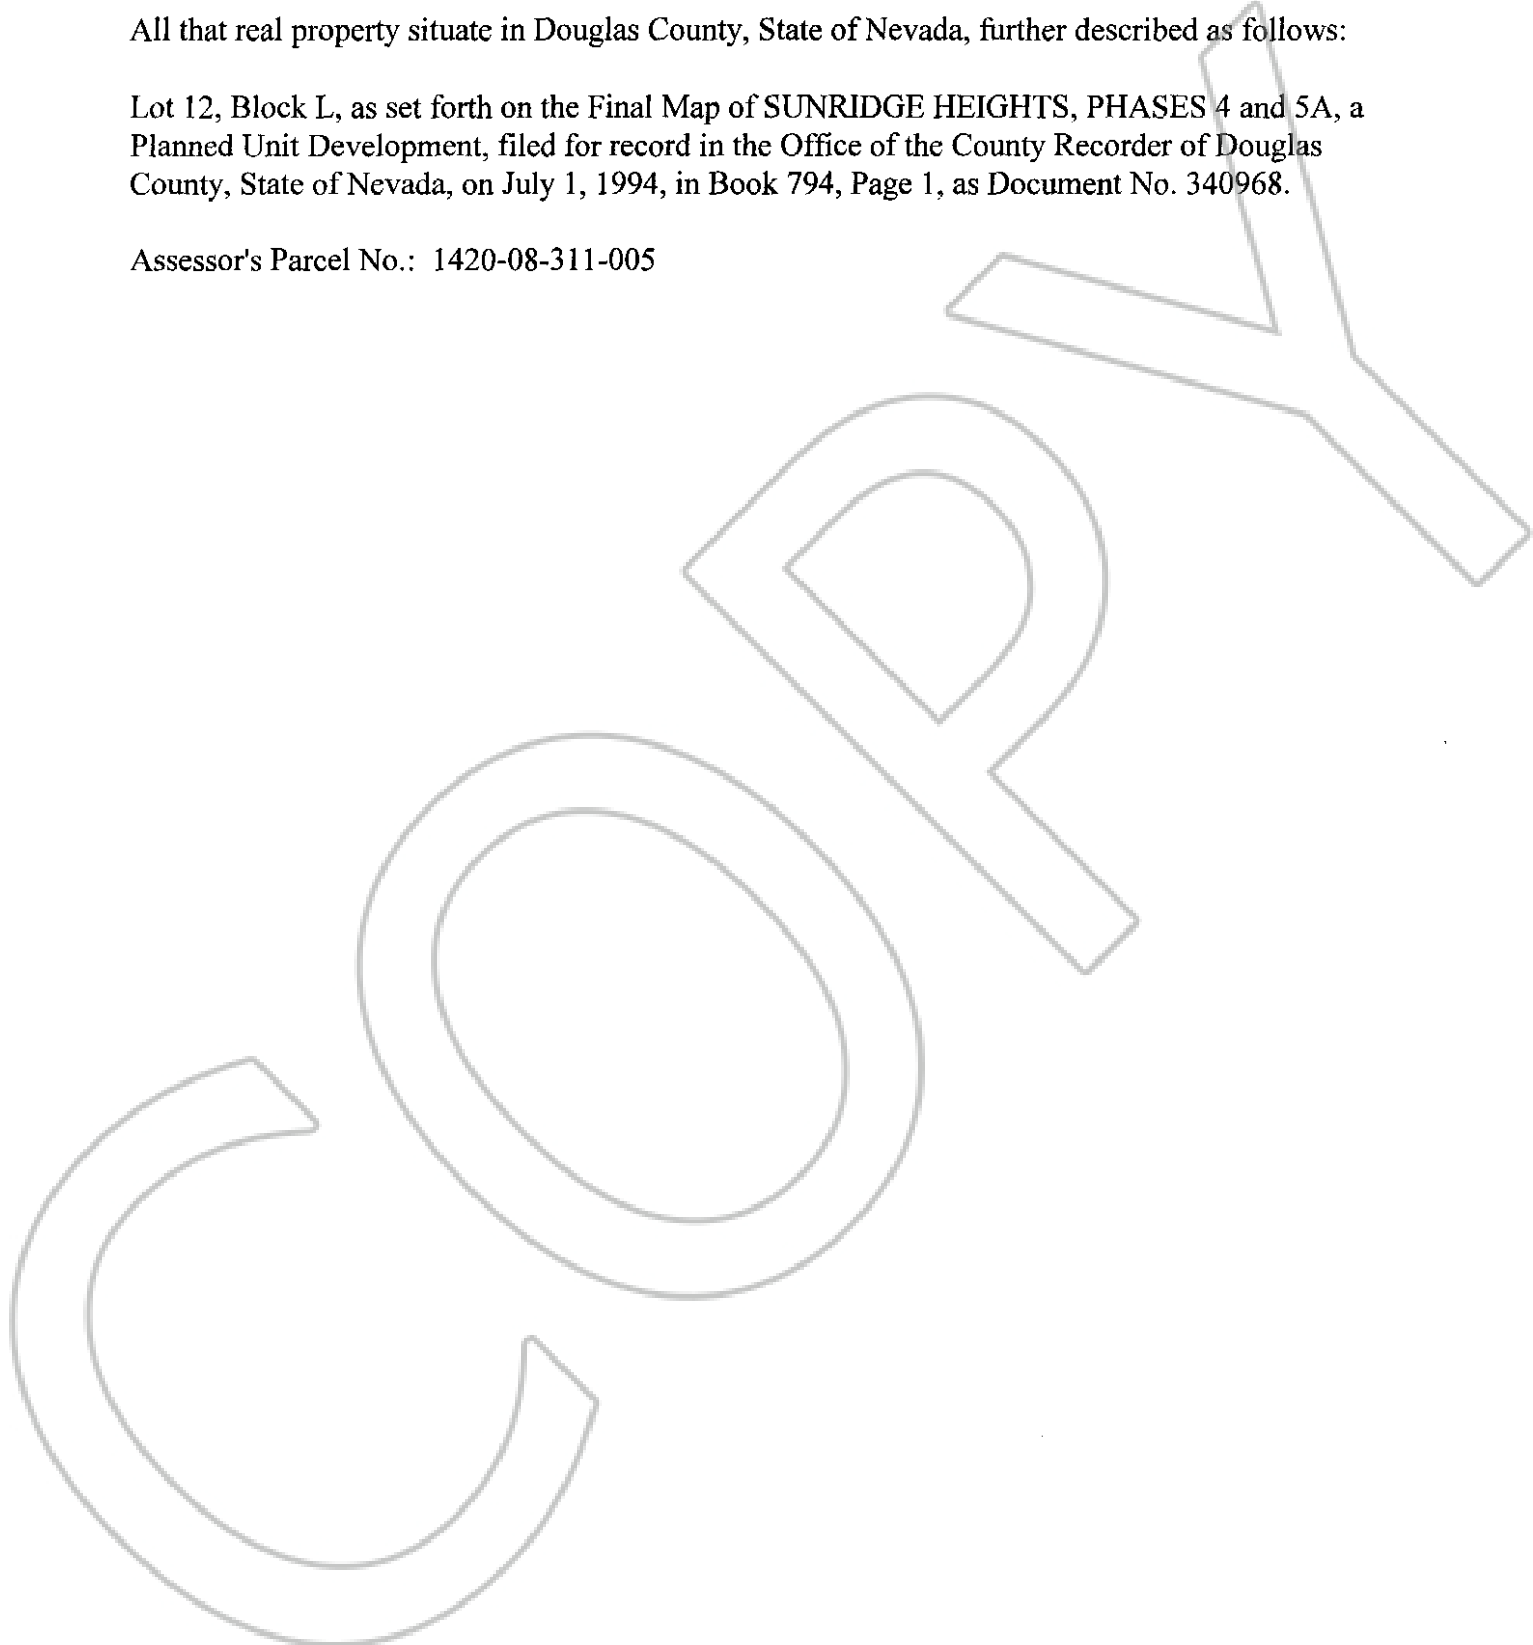 All that real property situate in Douglas County, State of Nevada, further described as follows:
Lot 12, Block L, as set forth on the Final Map of SUNRIDGE HEIGHTS, PHASES 4 and 5A, a
Planned Unit Development, filed for record in the Office of the County Recorder of Douglas
County, State of Nevada, on July 1, 1994, in Book 794, Page 1, as Document No. 340968.
Assessor's Parcel No.: 1420-08-311-005
COPY